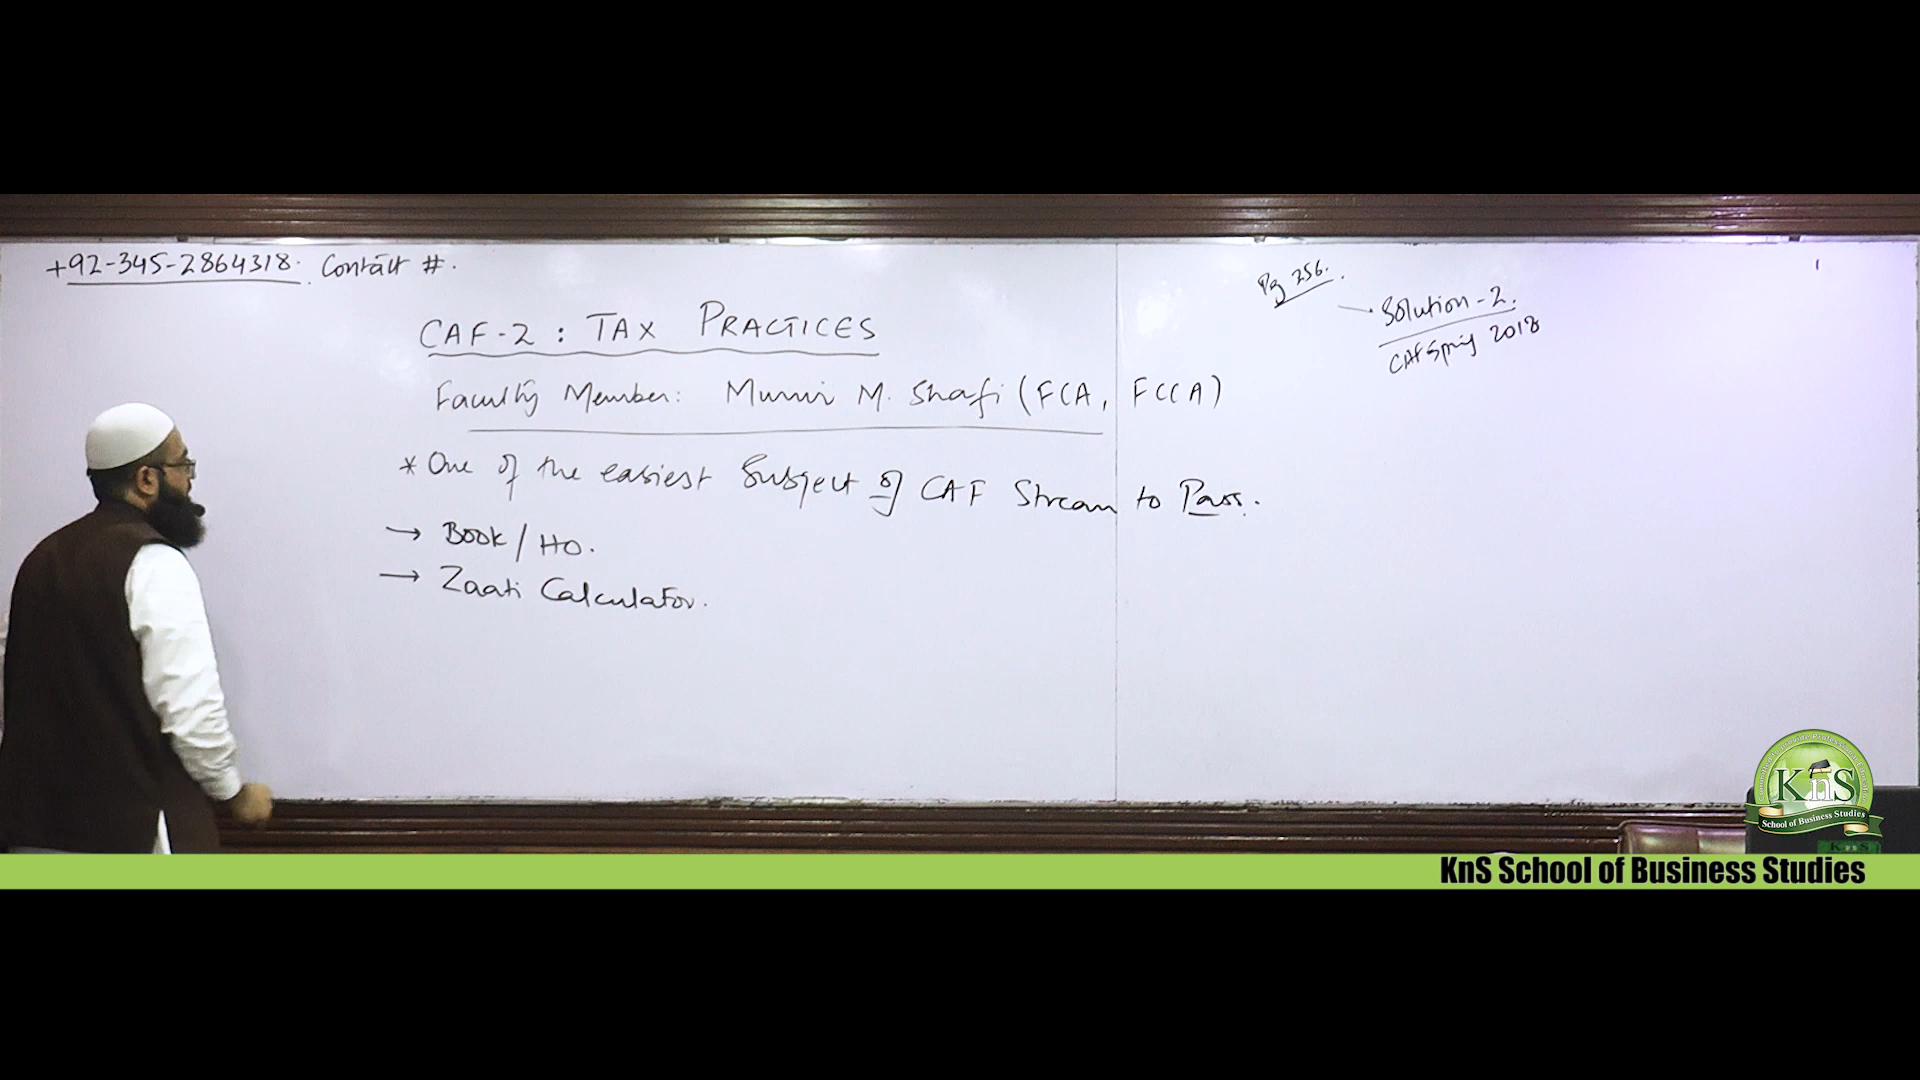 +92-345-2864318. Contact #.
CAF-2 : TAX PRACTICES
Faculty Member: Munir M. Shafi (FCA, FCCA)
* One of the easiest Subject of CAF Stream to Pass.
→ Book / HO.
→ Zaati Calculator.
Pg 256.
Solution-2.
CAF Spring 2018
KnS
School of Business Studies
KnS School of Business Studies